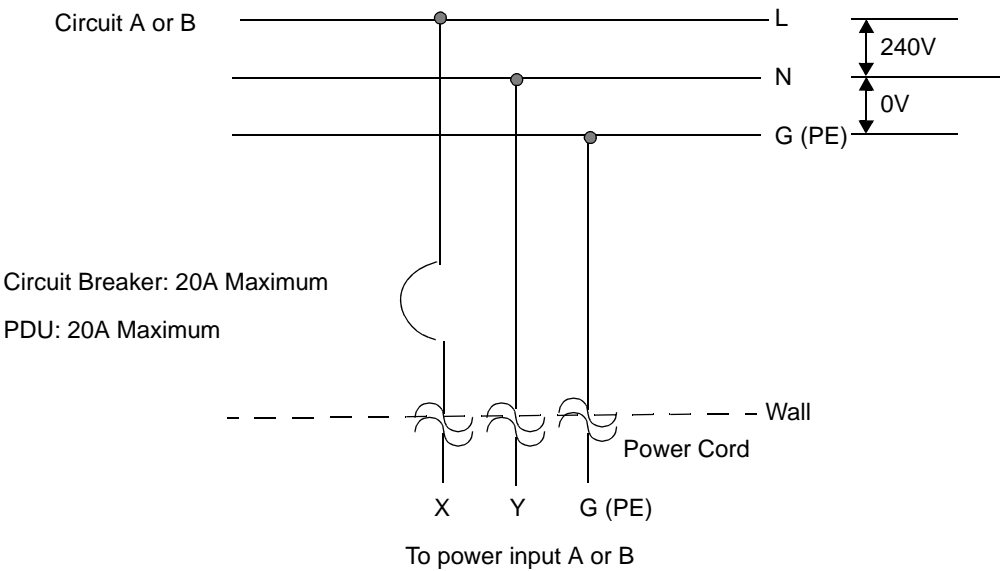 Circuit A or B
L
240V
N
0V
G (PE)
Circuit Breaker: 20A Maximum
PDU: 20A Maximum
Wall
Power Cord
X
Y
G (PE)
To power input A or B